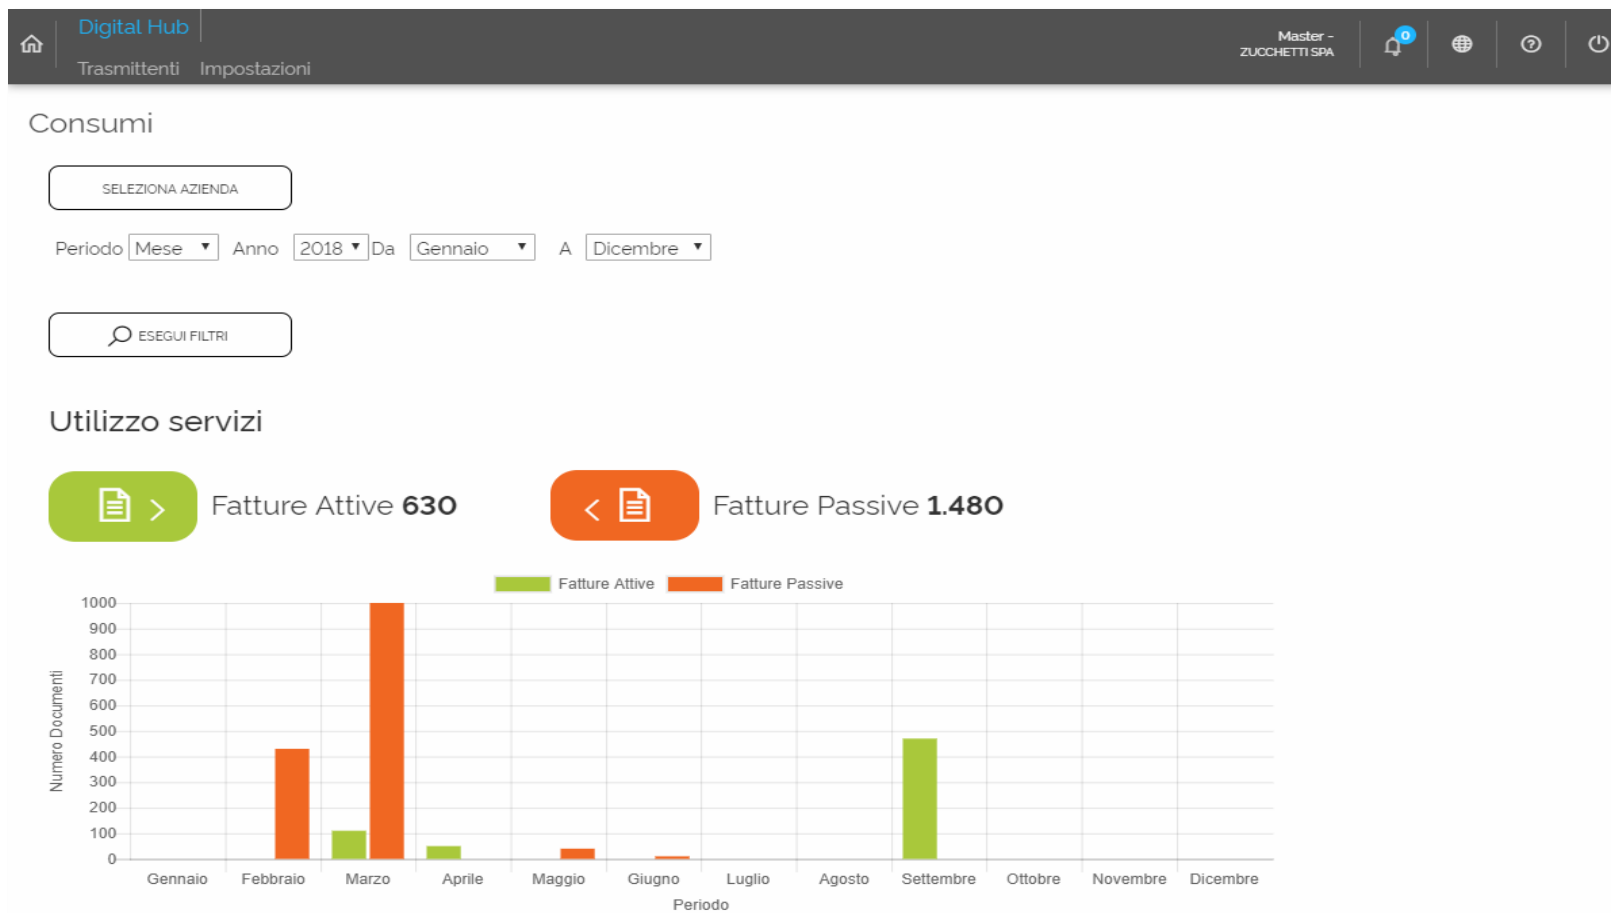 Digital Hub
Trasmittenti Impostazioni
Master -
ZUCCHETTI SPA
0
Consumi
SELEZIONA AZIENDA
Periodo Mese Anno 2018 Da Gennaio A Dicembre
ESEGUI FILTRI
Utilizzo servizi
Fatture Attive 630
Fatture Passive 1.480
Fatture Attive Fatture Passive
1000
900
800
700
600
500
400
300
200
100
0
Numero Documenti
Gennaio Febbraio Marzo Aprile Maggio Giugno Luglio Agosto Settembre Ottobre Novembre Dicembre
Periodo